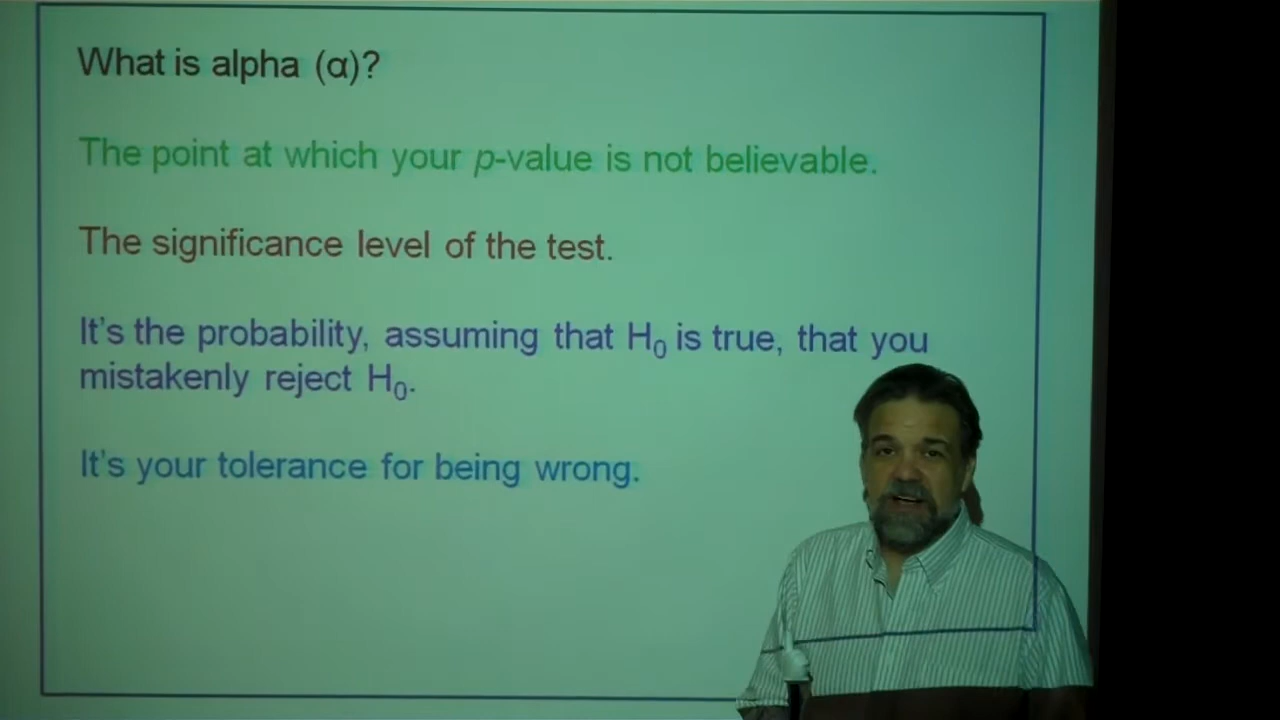 What is alpha (α)?
The point at which your p-value is not believable.
The significance level of the test.
It's the probability, assuming that H₀ is true, that you
mistakenly reject H₀.
It's your tolerance for being wrong.